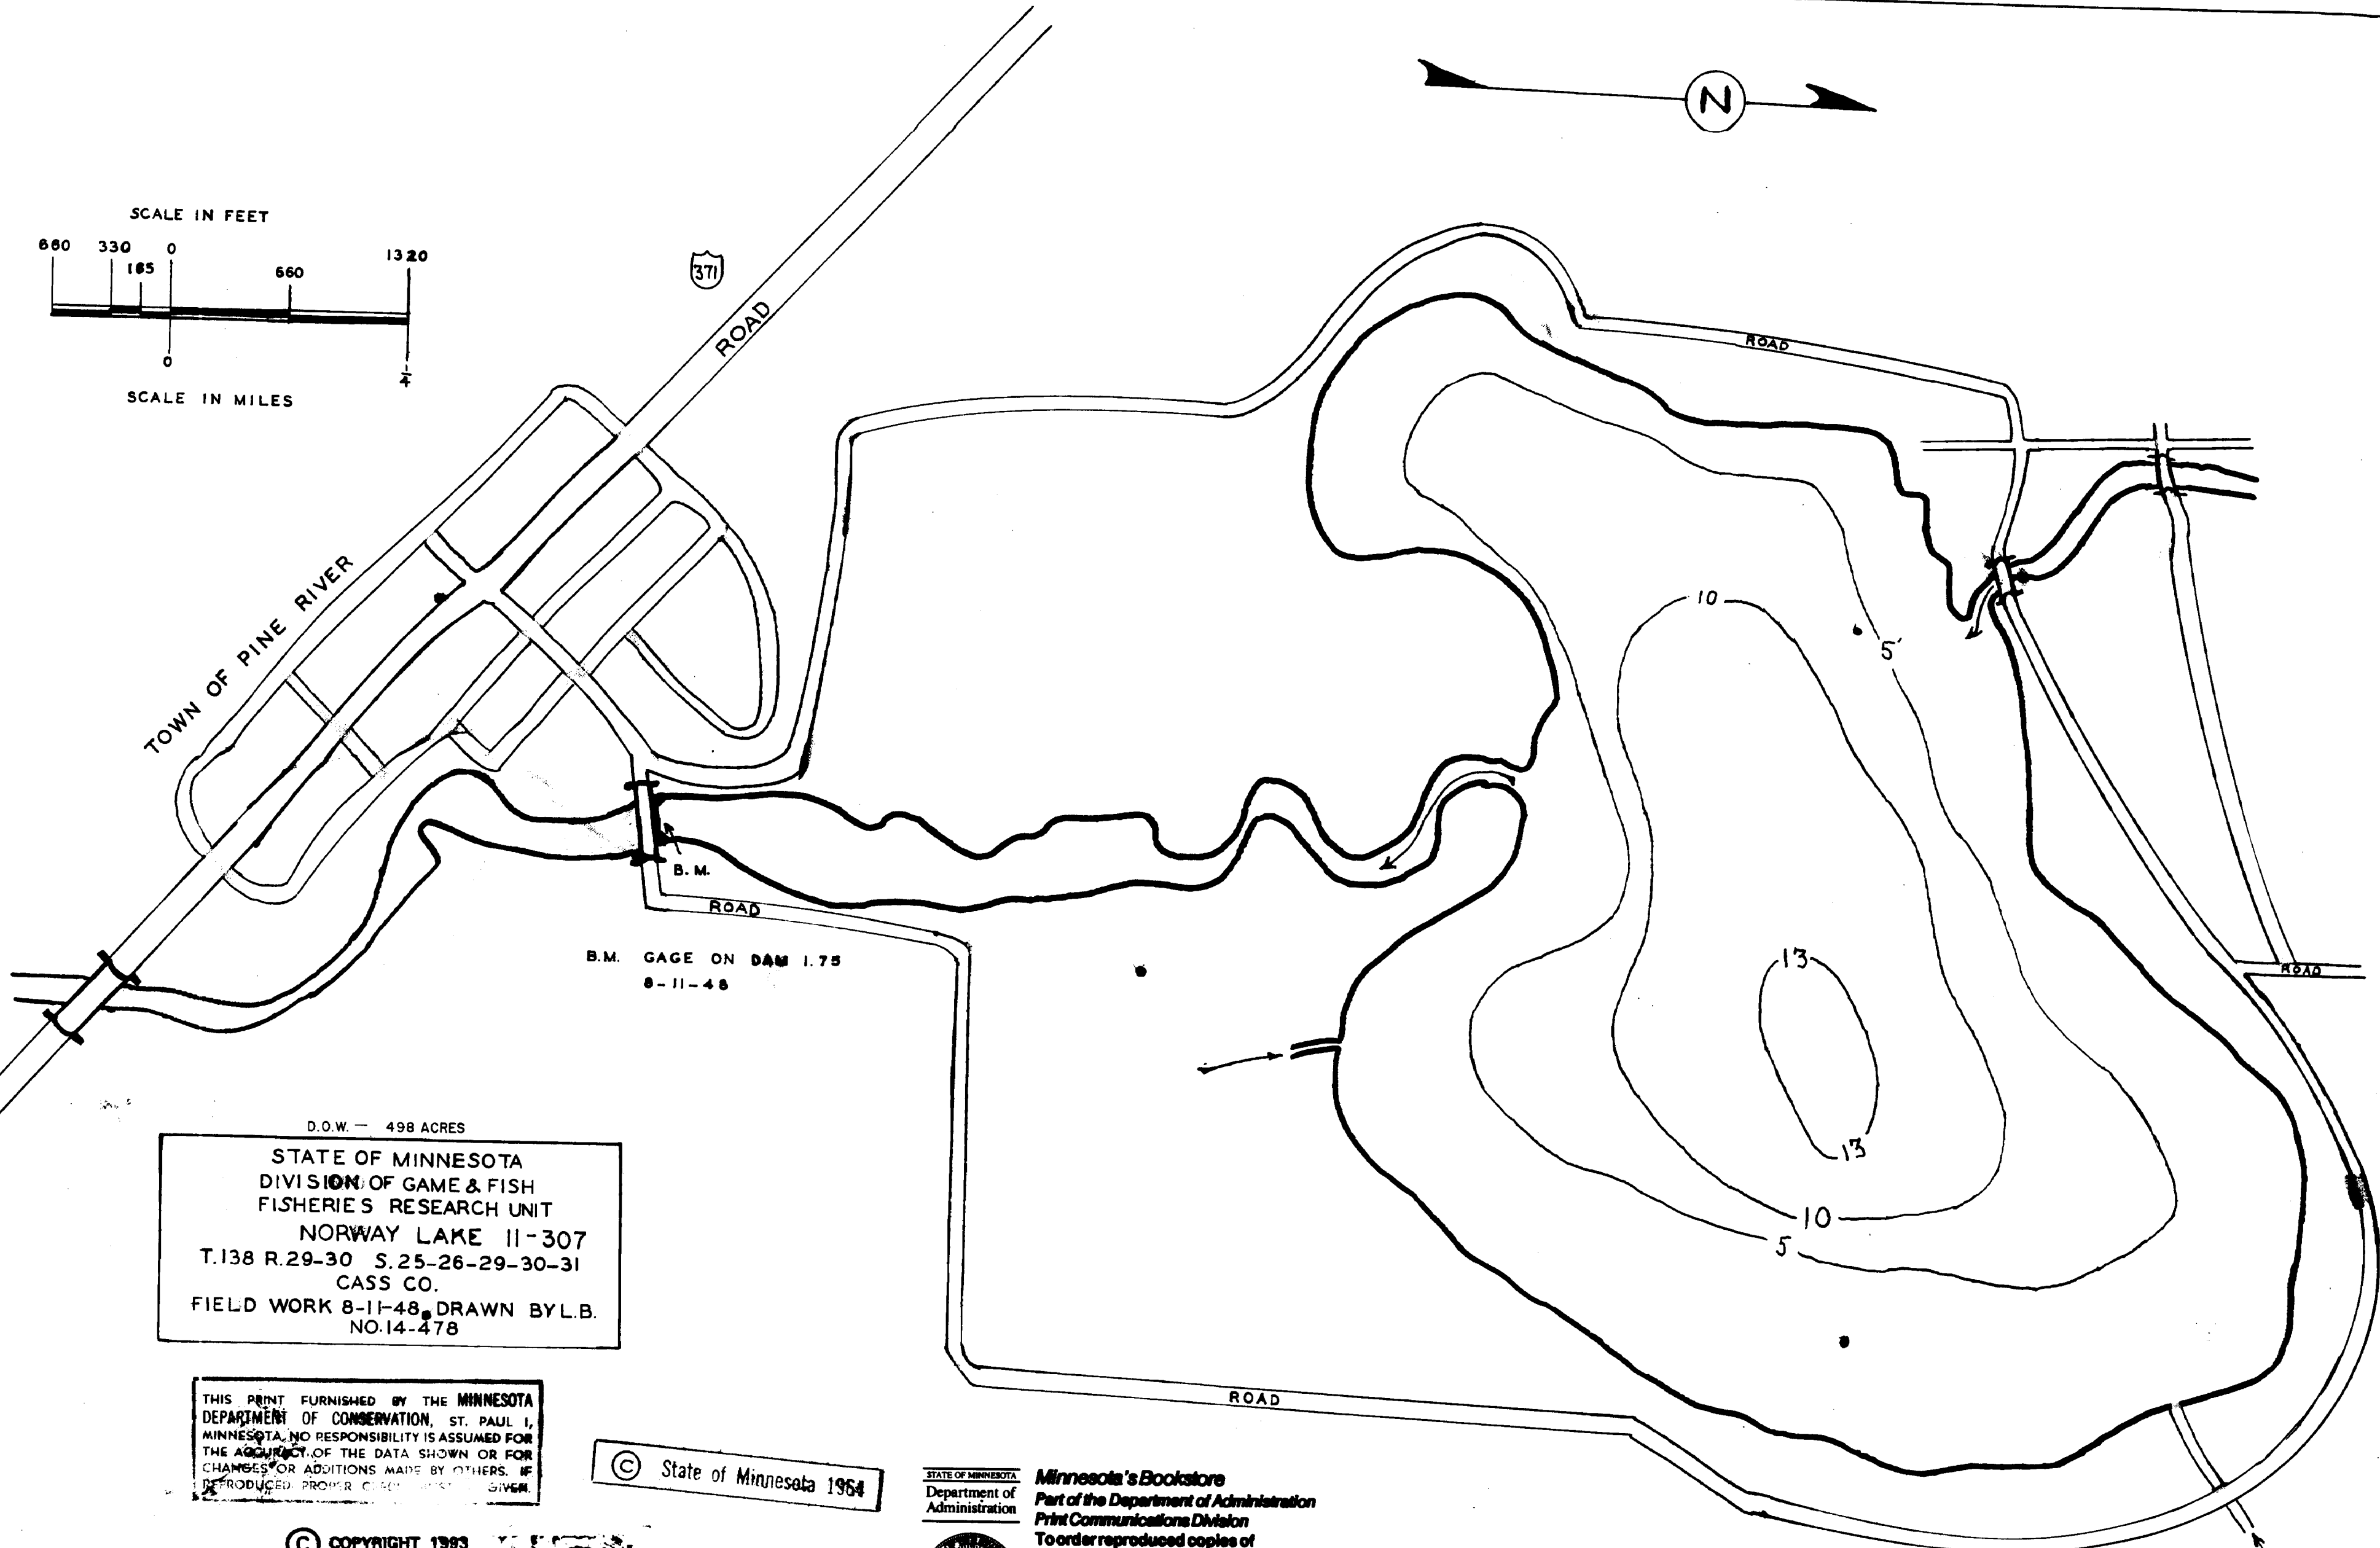 N
SCALE IN FEET
660 330 165 0 660 1320
0 1/4
SCALE IN MILES
371
ROAD
TOWN OF PINE RIVER
ROAD
10
5'
B. M.
ROAD
B.M. GAGE ON DAM 1.75
8-11-48
13
13
10
5
ROAD
ROAD
D.O.W. — 498 ACRES
STATE OF MINNESOTA
DIVISION OF GAME & FISH
FISHERIES RESEARCH UNIT
NORWAY LAKE 11-307
T.138 R.29-30 S.25-26-29-30-31
CASS CO.
FIELD WORK 8-11-48. DRAWN BY L.B.
NO.14-478
THIS PRINT FURNISHED BY THE MINNESOTA
DEPARTMENT OF CONSERVATION, ST. PAUL 1,
MINNESOTA. NO RESPONSIBILITY IS ASSUMED FOR
THE ACCURACY OF THE DATA SHOWN OR FOR
CHANGES OR ADDITIONS MADE BY OTHERS. IF
REPRODUCED PROPER GIVEN.
© State of Minnesota 1964
© COPYRIGHT 1993
STATE OF MINNESOTA
Department of
Administration
Minnesota's Bookstore
Part of the Department of Administration
Print Communications Division
To order reproduced copies of